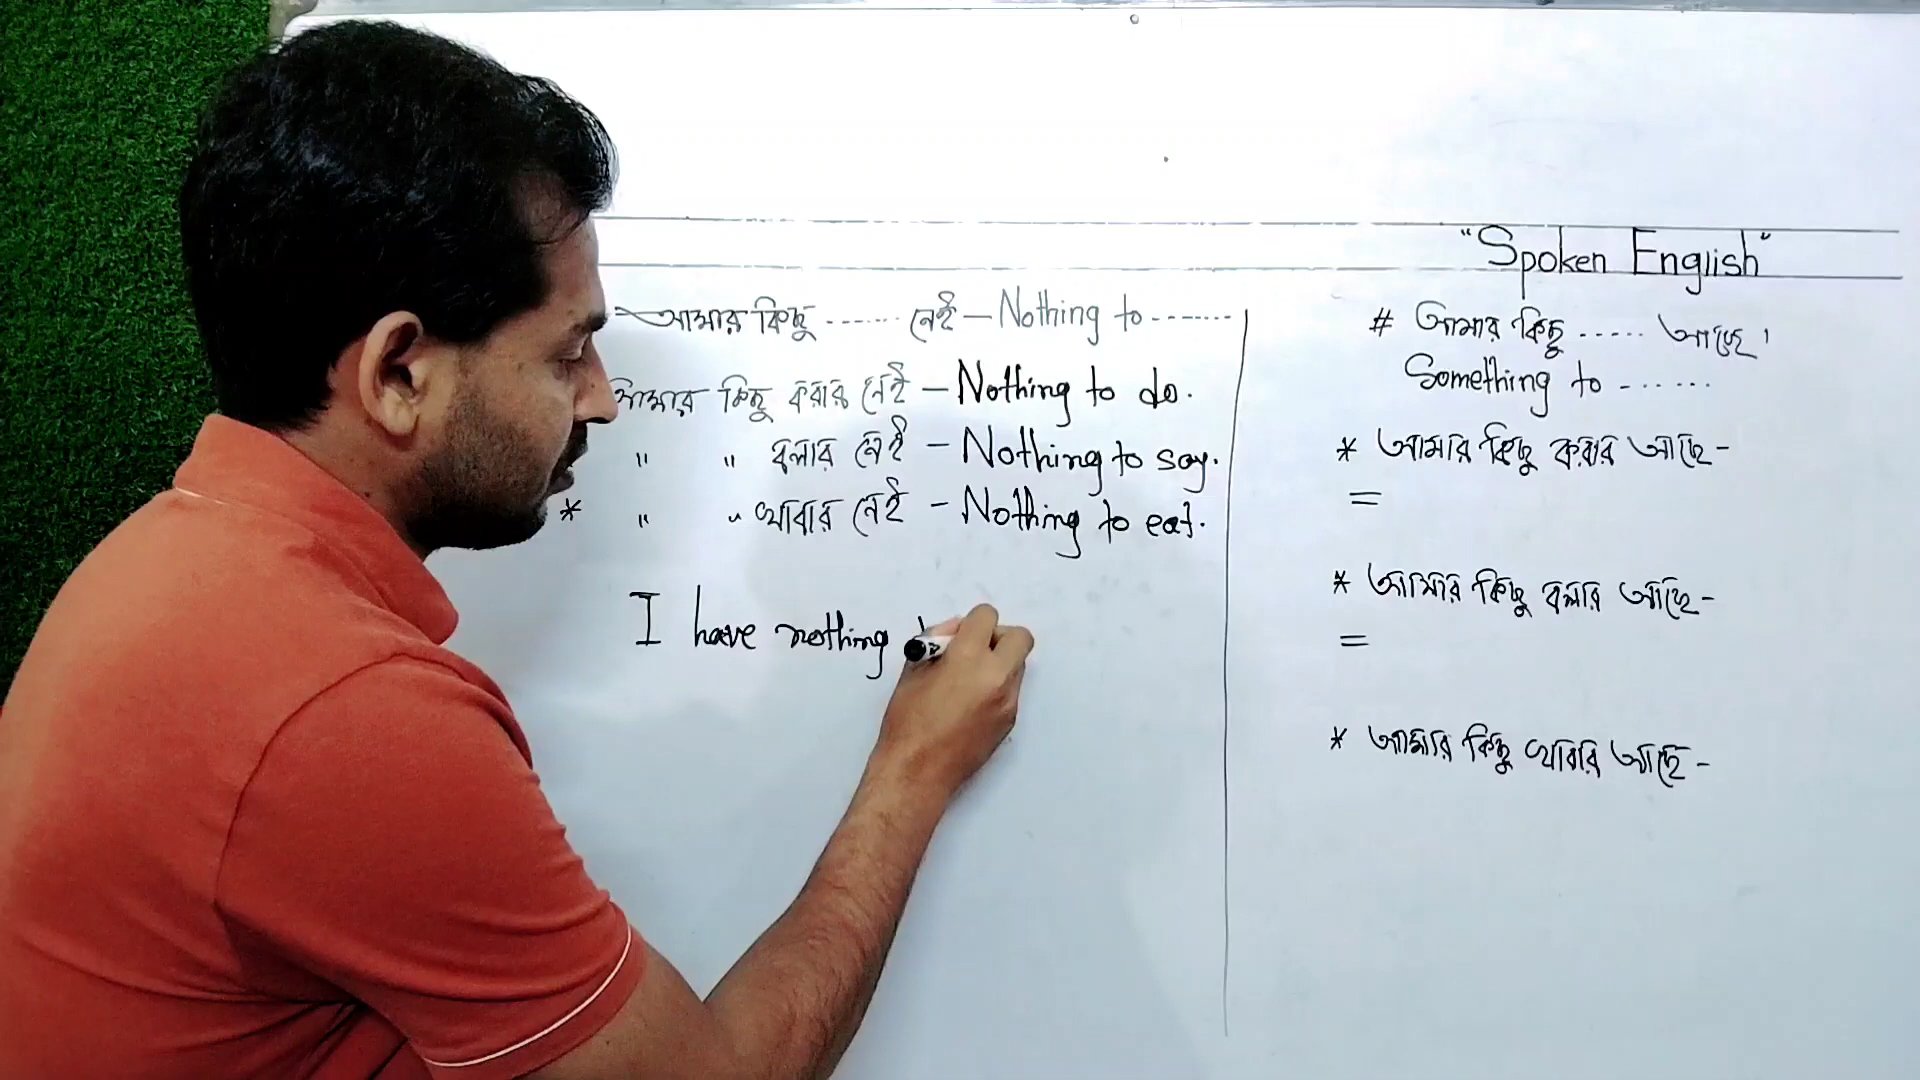 আমার কিছু ....... নেই – Nothing to .......
আমার কিছু করার নেই – Nothing to do.
" " বলার নেই – Nothing to say.
* " " খাবার নেই – Nothing to eat.
I have nothing
"Spoken English"
# আমার কিছু ..... আছে।
Something to ......
* আমার কিছু করার আছে –
=
* আমার কিছু বলার আছে –
=
* আমার কিছু খাবার আছে –